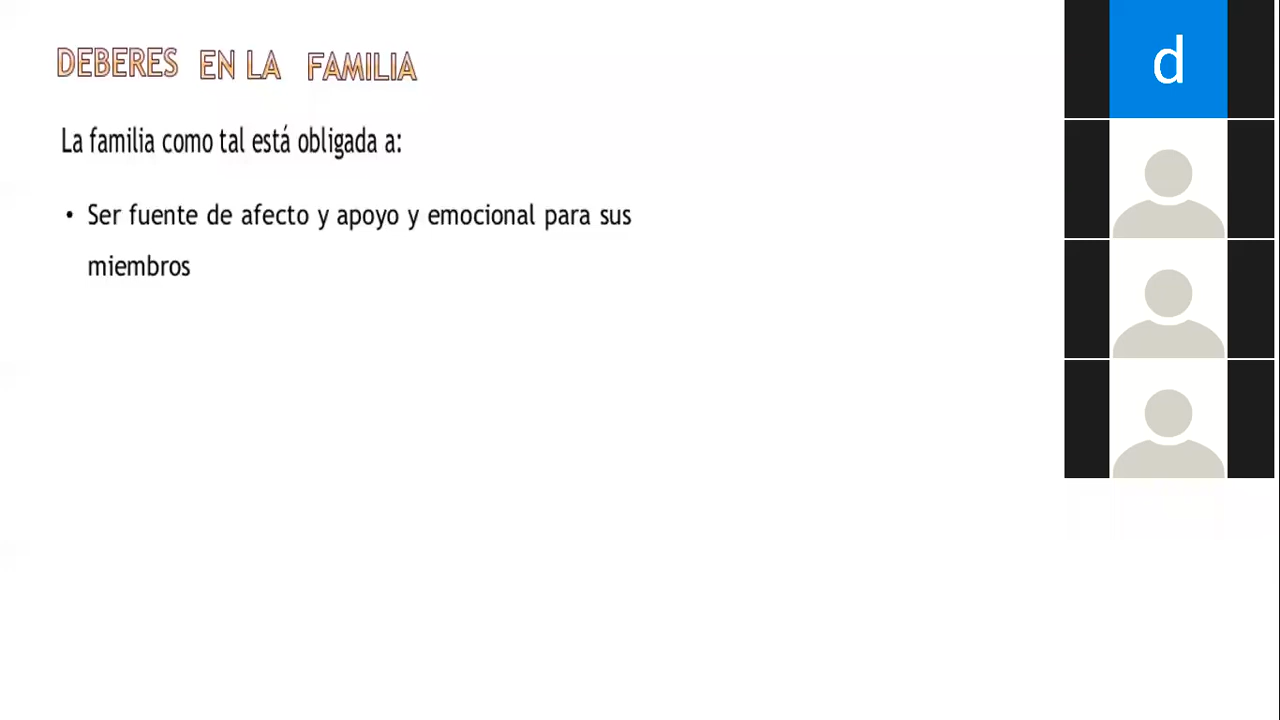 DEBERES EN LA FAMILIA
La familia como tal está obligada a:
• Ser fuente de afecto y apoyo y emocional para sus
miembros
d